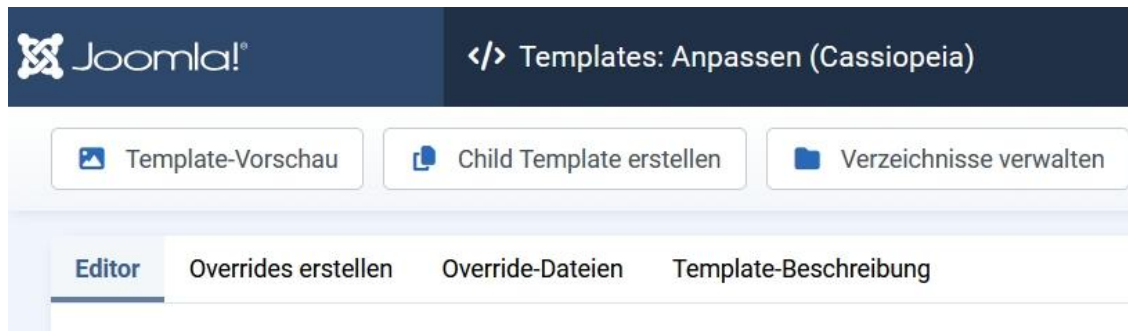 Joomla!® Templates: Anpassen (Cassiopeia)
Template-Vorschau Child Template erstellen Verzeichnisse verwalten
Editor Overrides erstellen Override-Dateien Template-Beschreibung